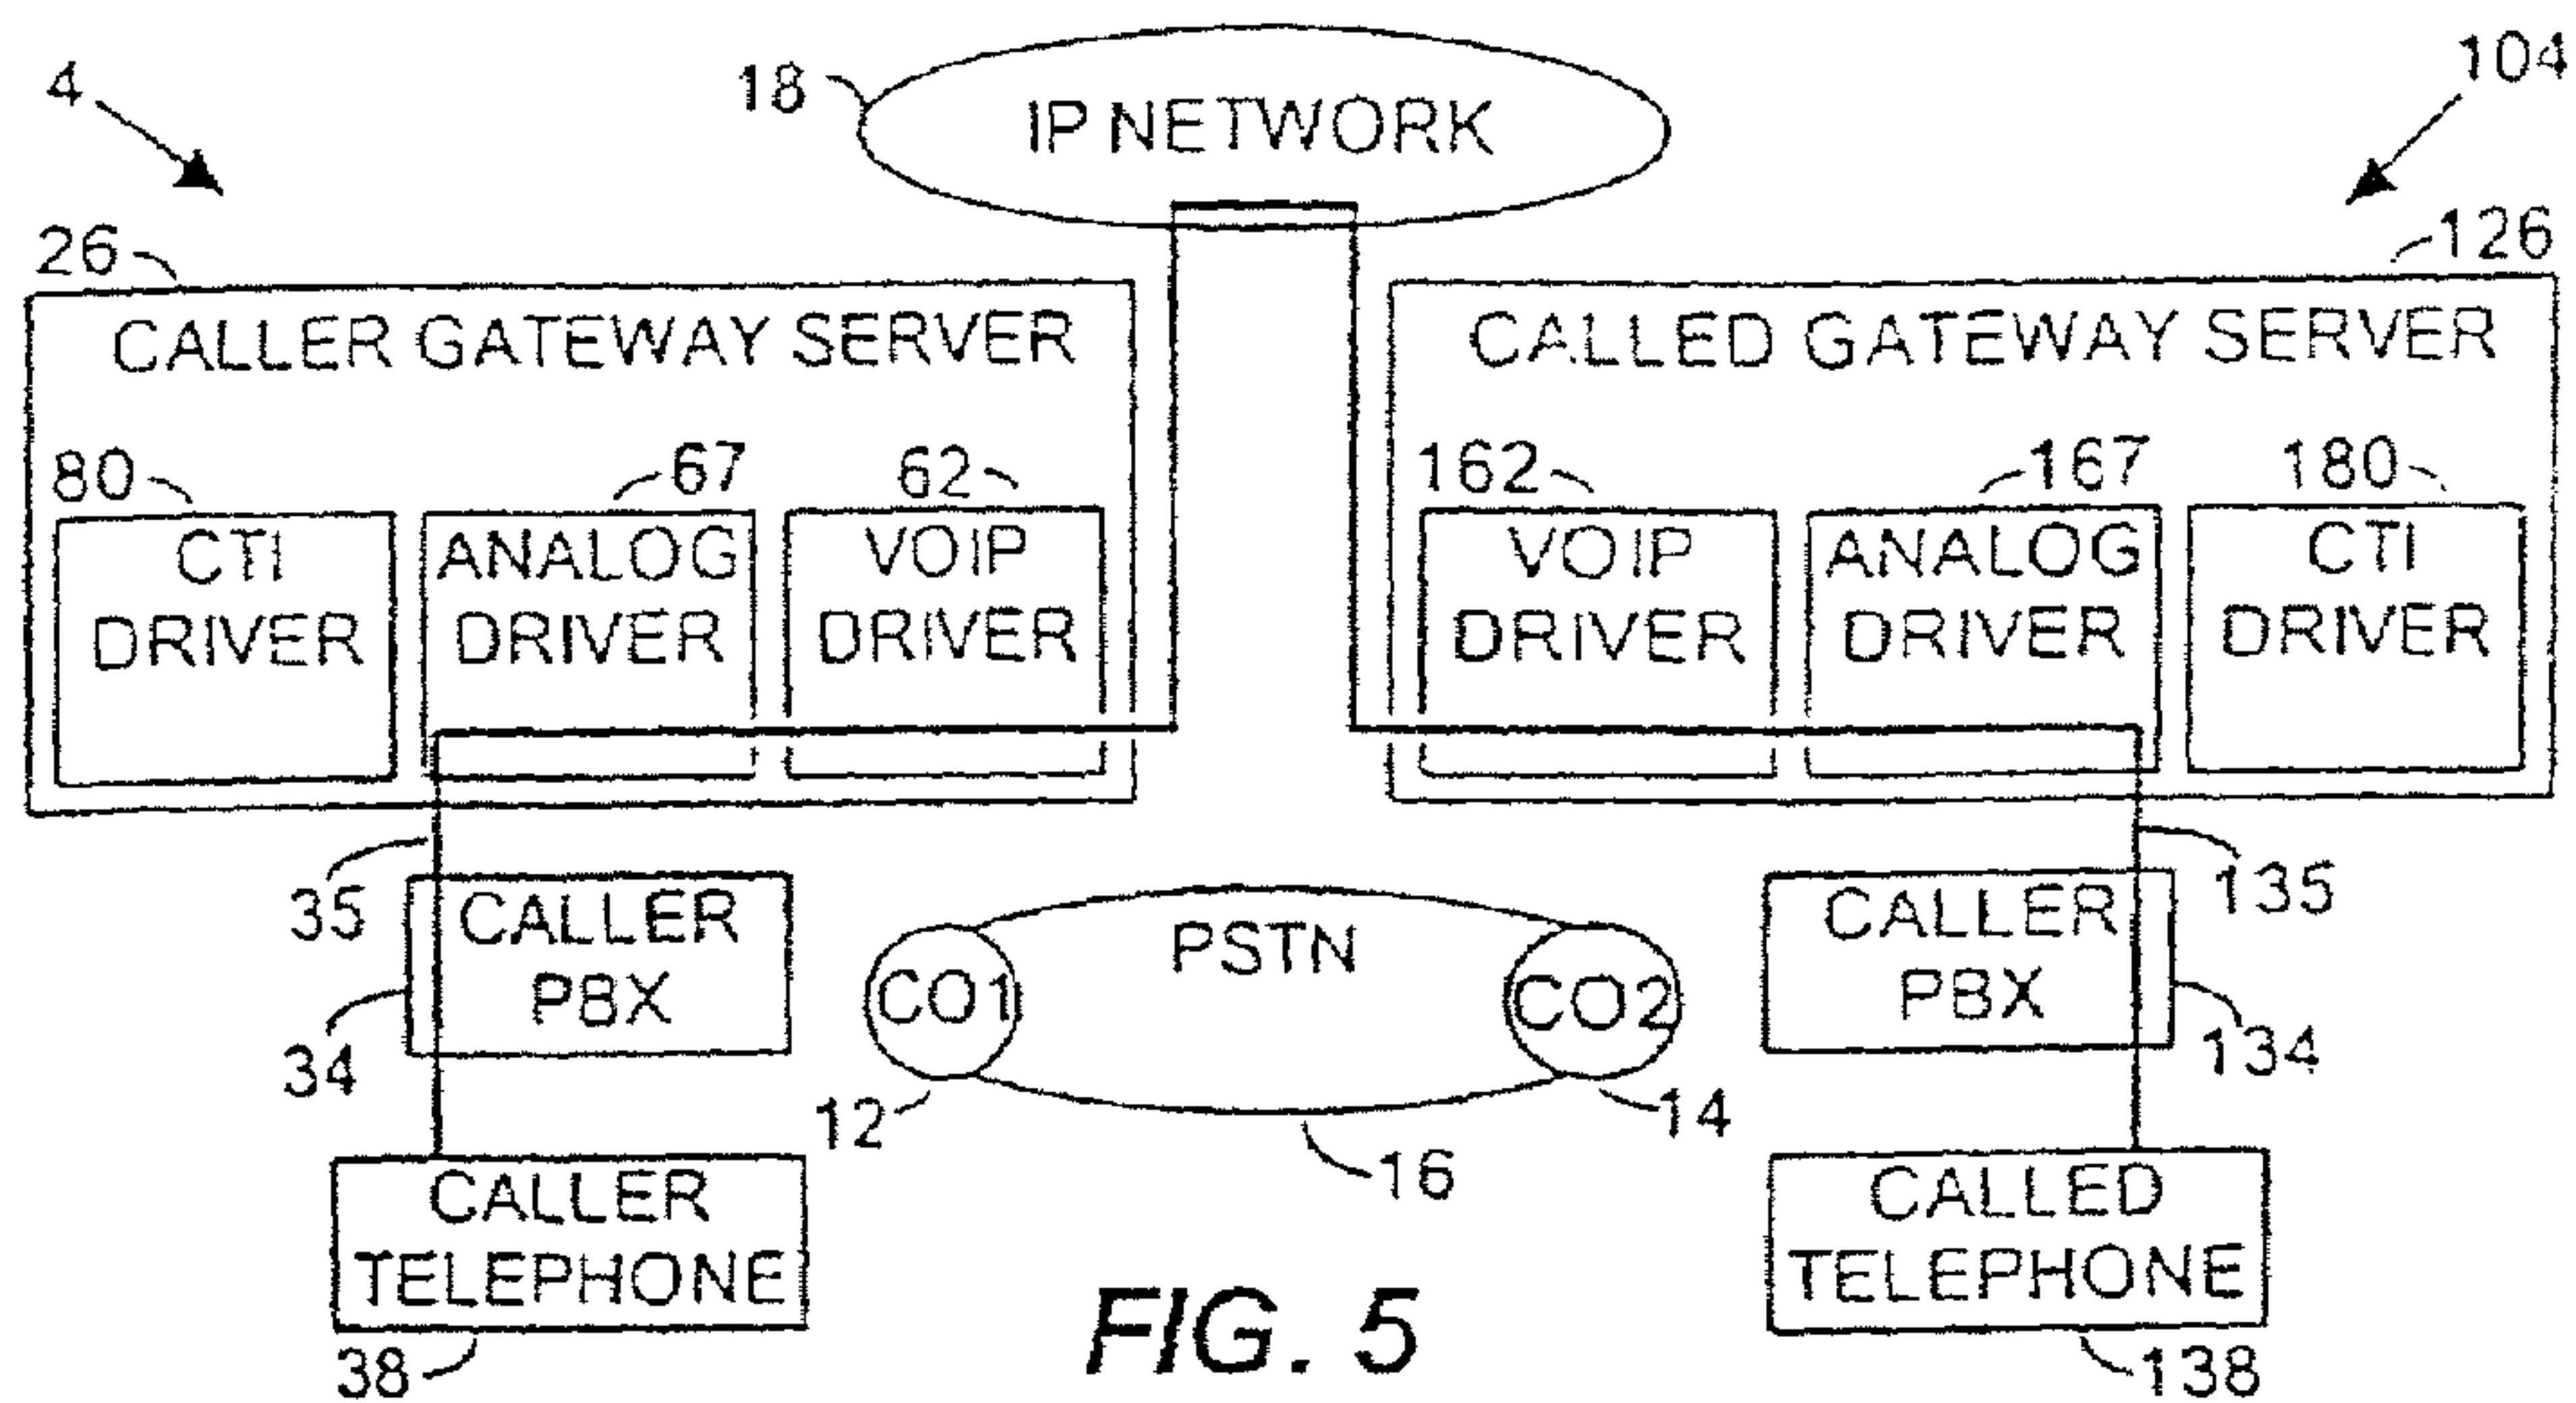 4
18
IP NETWORK
104
26
126
CALLER GATEWAY SERVER
CALLED GATEWAY SERVER
80
67
62
162
167
180
CTI
DRIVER
ANALOG
DRIVER
VOIP
DRIVER
VOIP
DRIVER
ANALOG
DRIVER
CTI
DRIVER
35
CALLER
PBX
34
PSTN
CO1
CO2
12
14
16
CALLER
PBX
135
134
CALLER
TELEPHONE
38
FIG. 5
CALLED
TELEPHONE
138